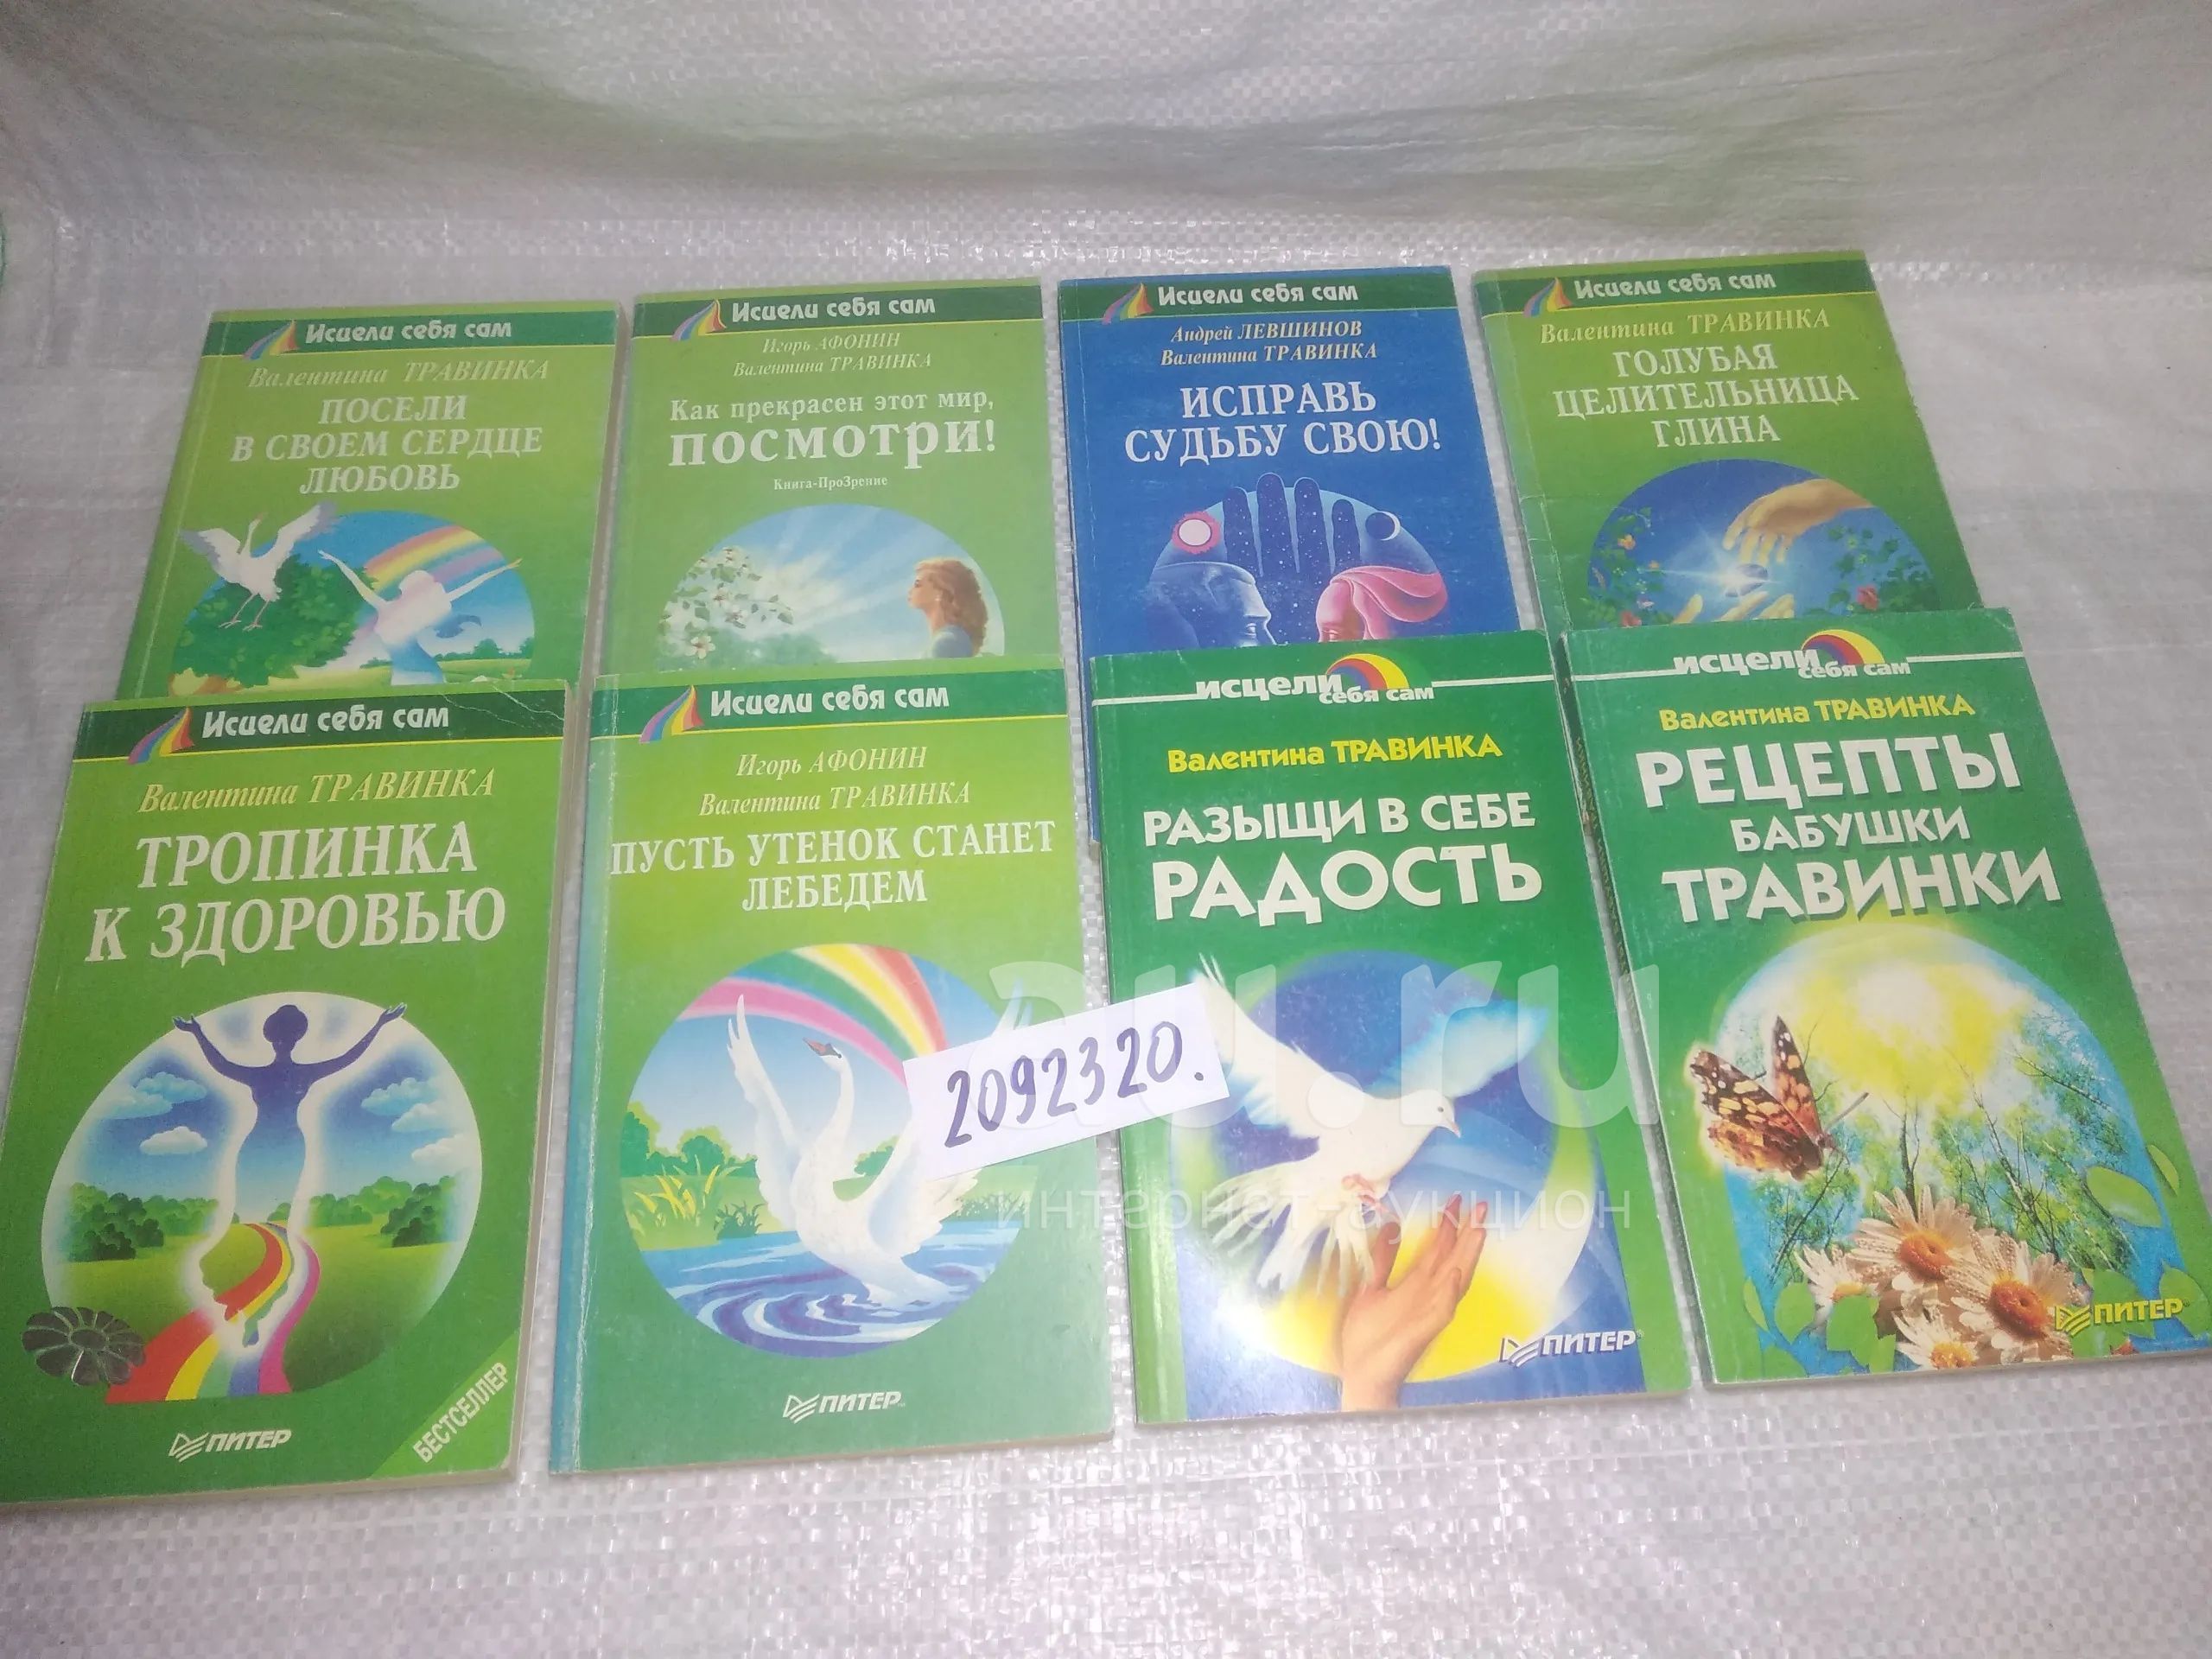 Исцели себя сам
Валентина ТРАВИНКА
ПОСЕЛИ
В СВОЕМ СЕРДЦЕ
ЛЮБОВЬ
Исцели себя сам
Игорь АФОНИН
Валентина ТРАВИНКА
Как прекрасен этот мир,
ПОСМОТРИ!
Книга-ПроЗрение
Исцели себя сам
Андрей ЛЕВШИНОВ
Валентина ТРАВИНКА
ИСПРАВЬ
СУДЬБУ СВОЮ!
Исцели себя сам
Валентина ТРАВИНКА
ГОЛУБАЯ
ЦЕЛИТЕЛЬНИЦА
ГЛИНА
Исцели себя сам
Валентина ТРАВИНКА
ТРОПИНКА
К ЗДОРОВЬЮ
ПИТЕР
БЕСТСЕЛЛЕР
Исцели себя сам
Игорь АФОНИН
Валентина ТРАВИНКА
ПУСТЬ УТЕНОК СТАНЕТ
ЛЕБЕДЕМ
ПИТЕР
2092320.
исцели
себя сам
Валентина ТРАВИНКА
РАЗЫЩИ В СЕБЕ
РАДОСТЬ
ПИТЕР
исцели
себя сам
Валентина ТРАВИНКА
РЕЦЕПТЫ
БАБУШКИ
ТРАВИНКИ
ПИТЕР
au.ru
интернет-аукцион